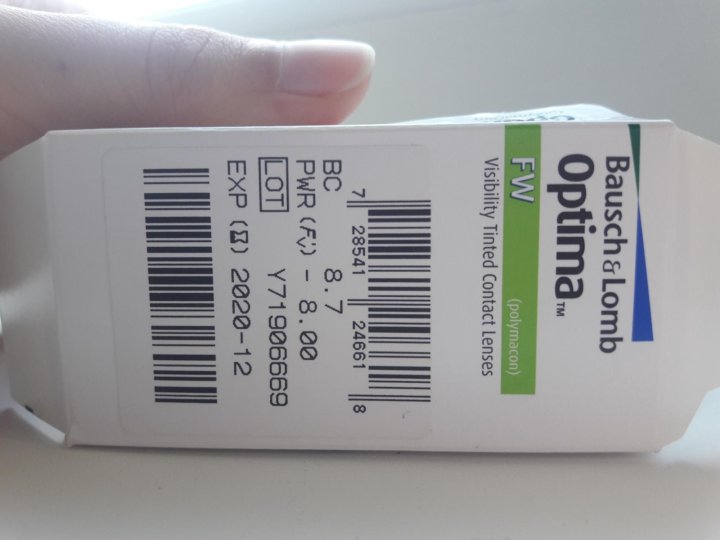 Bausch & Lomb
Optima™
FW (polymacon)
Visibility Tinted Contact Lenses
7 28541 24661 8
BC 8.7
PWR (F'v) - 8.00
LOT Y71906669
EXP (⌛) 2020-12